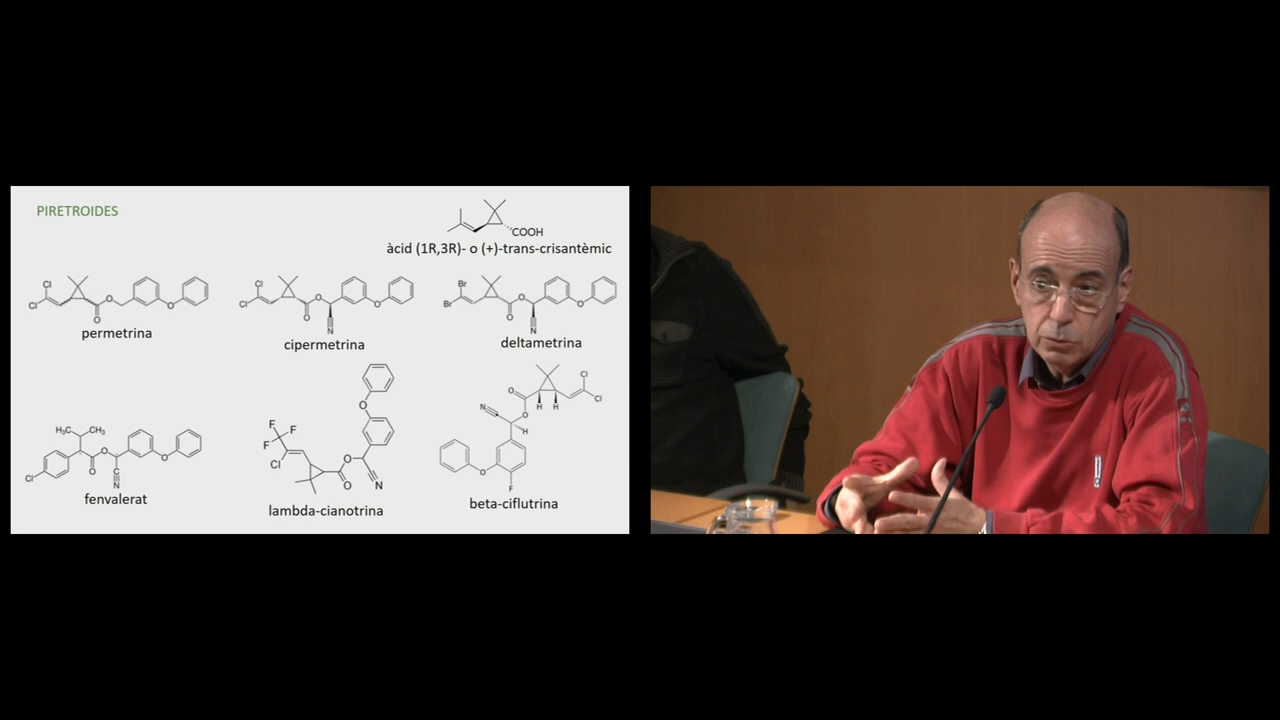 PIRETROIDES
COOH
àcid (1R,3R)- o (+)-trans-crisantèmic
Cl
Cl
O
O
O
permetrina
Cl
Cl
O
O
O
N
cipermetrina
Br
Br
O
O
O
N
deltametrina
H₃C
CH₃
Cl
O
O
O
C
N
fenvalerat
O
F
F
F
Cl
O
O
N
lambda-cianotrina
Cl
Cl
O
O
H
H
N
H
O
F
beta-ciflutrina